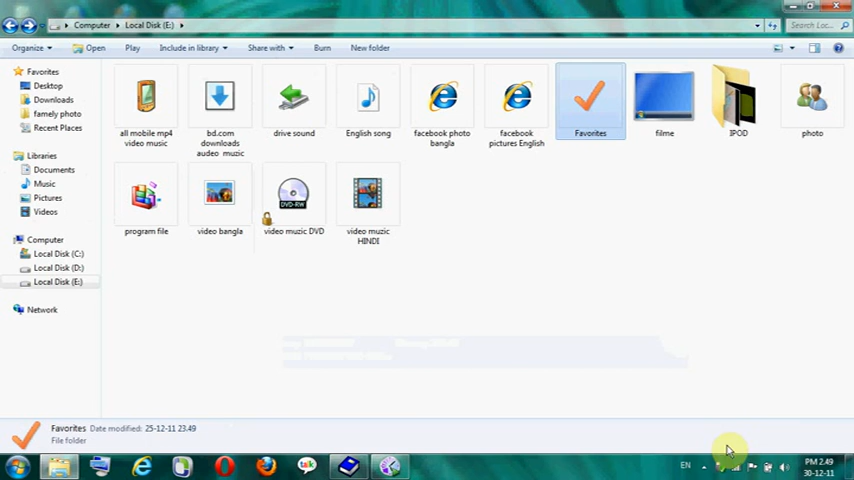 Computer
Local Disk (E:)
Search Loc...
Organize
Open
Play
Include in library
Share with
Burn
New folder
Favorites
Desktop
Downloads
famely photo
Recent Places
Libraries
Documents
Music
Pictures
Videos
Computer
Local Disk (C:)
Local Disk (D:)
Local Disk (E:)
Network
all mobile mp4
video music
bd.com
downloads
audeo muzic
drive sound
English song
facebook photo
bangla
facebook
pictures English
Favorites
filme
IPOD
photo
program file
video bangla
DVD-RW
video muzic DVD
video muzic
HINDI
Favorites Date modified: 25-12-11 23.49
File folder
talk
EN
PM 2.49
30-12-11